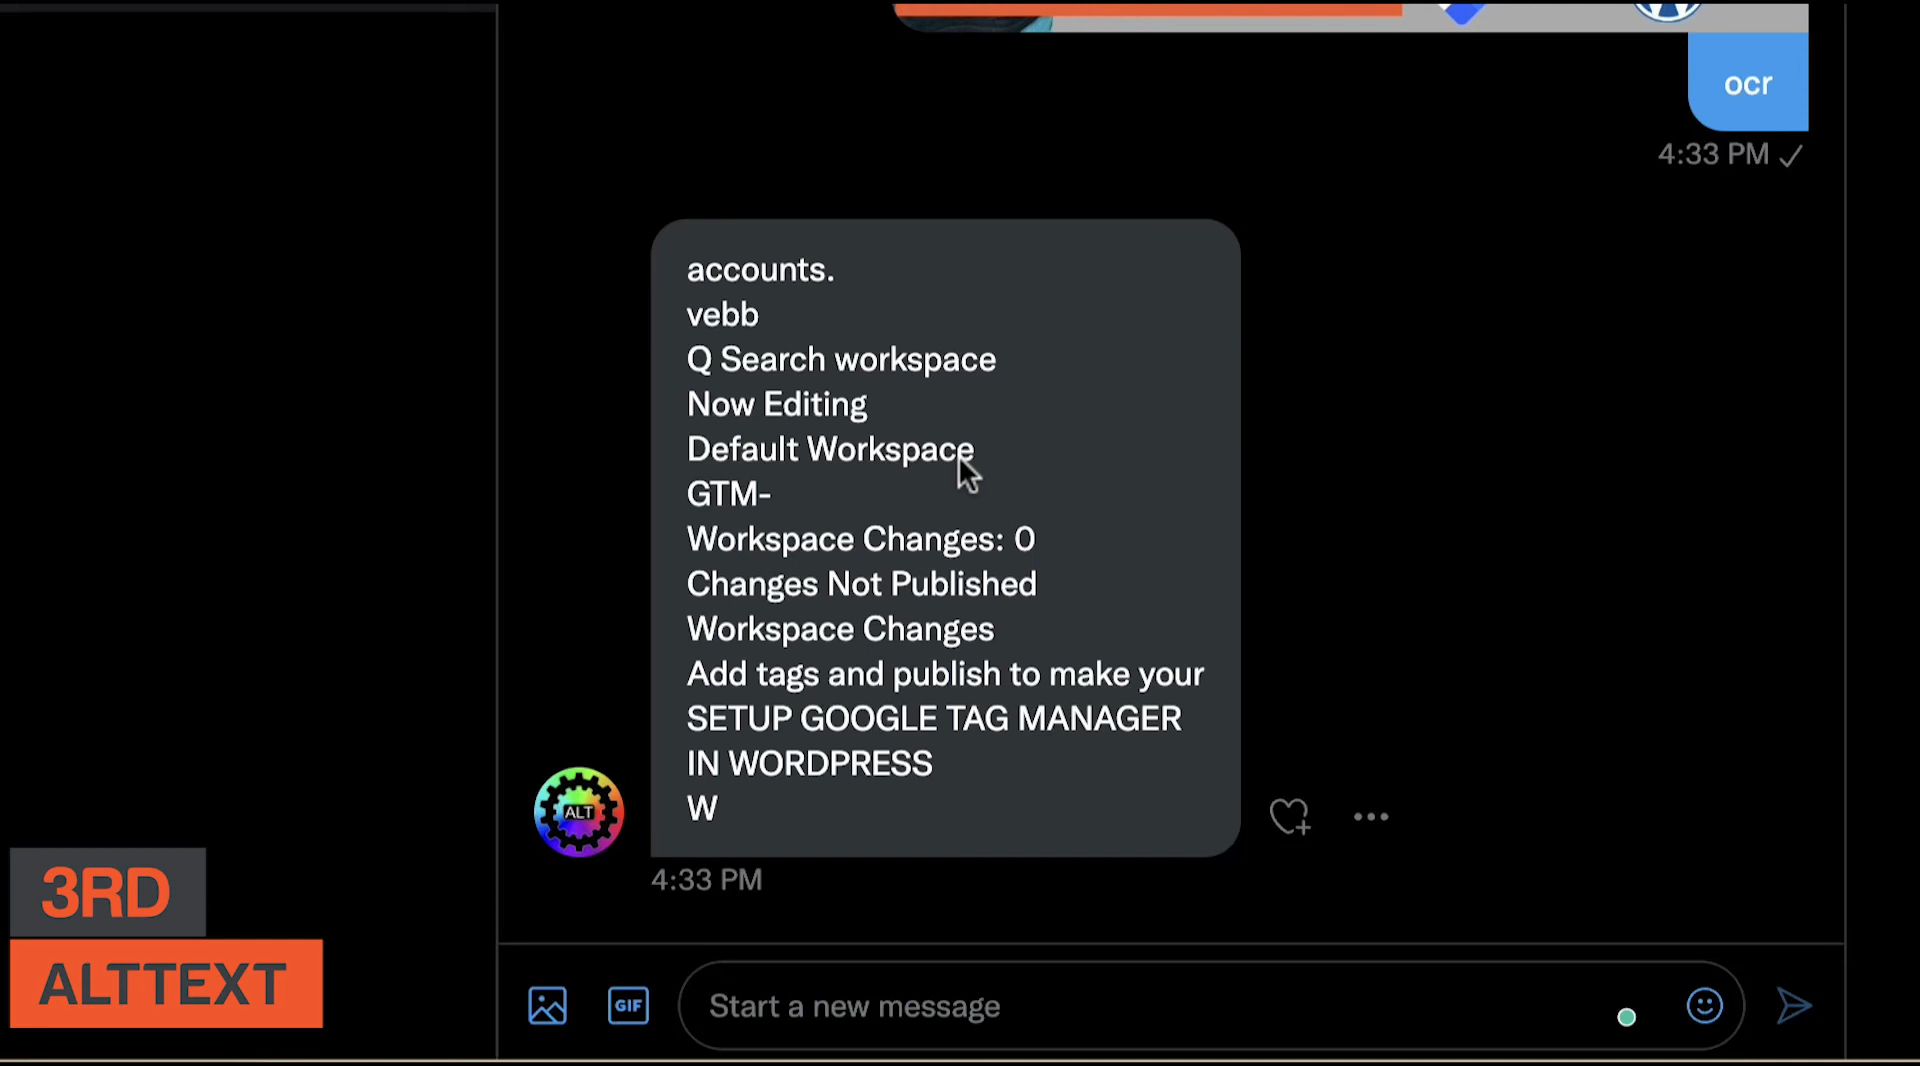 ocr
4:33 PM
accounts.
vebb
Q Search workspace
Now Editing
Default Workspace
GTM-
Workspace Changes: 0
Changes Not Published
Workspace Changes
Add tags and publish to make your
SETUP GOOGLE TAG MANAGER
IN WORDPRESS
W
ALT
4:33 PM
3RD
ALTTEXT
GIF
Start a new message